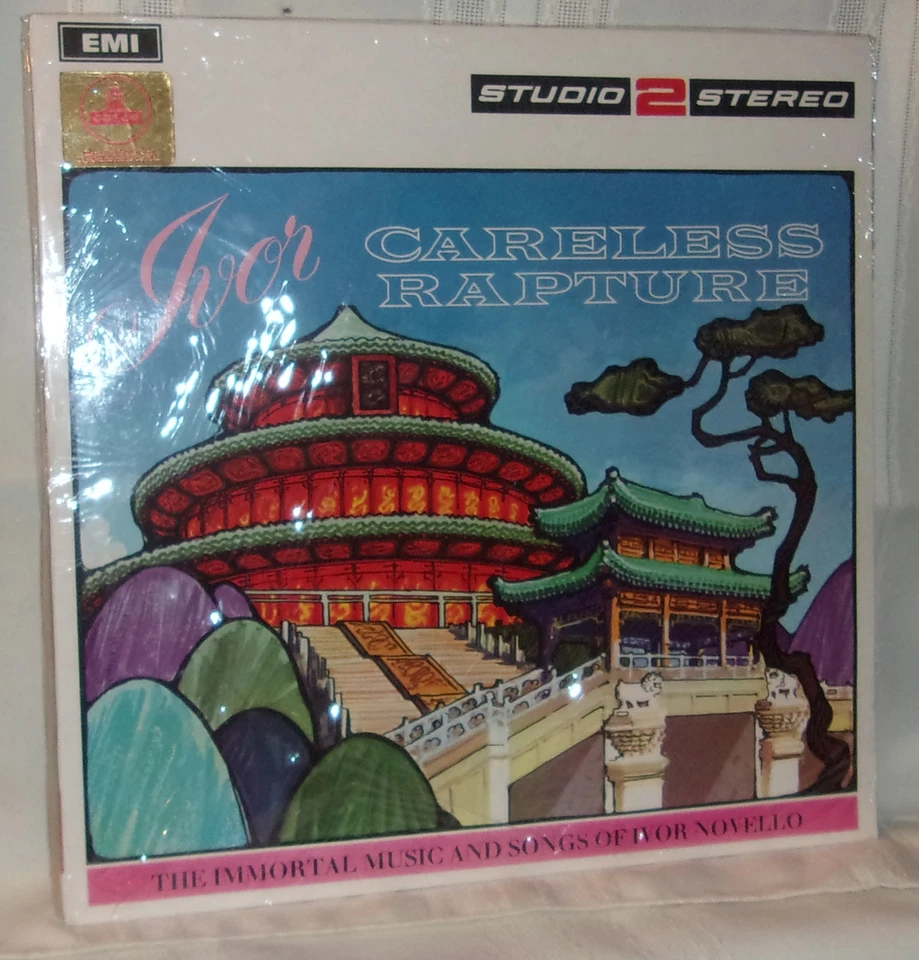 EMI
STUDIO 2 STEREO
Ivor
CARELESS
RAPTURE
THE IMMORTAL MUSIC AND SONGS OF IVOR NOVELLO